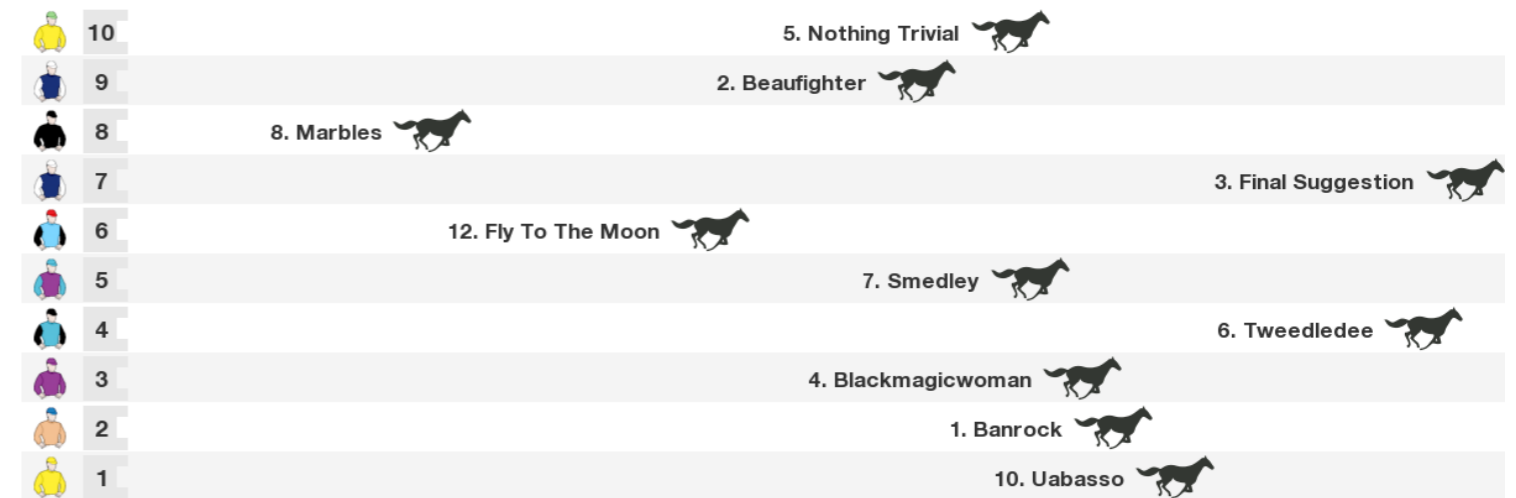 10 5. Nothing Trivial
9 2. Beaufighter
8 8. Marbles
7 3. Final Suggestion
6 12. Fly To The Moon
5 7. Smedley
4 6. Tweedledee
3 4. Blackmagicwoman
2 1. Banrock
1 10. Uabasso